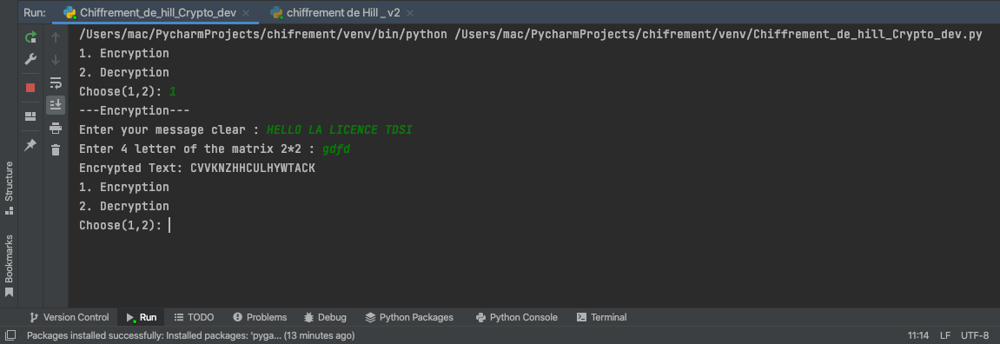 Run: Chiffrement_de_hill_Crypto_dev × chiffrement de Hill _ v2 ×
/Users/mac/PycharmProjects/chifrement/venv/bin/python /Users/mac/PycharmProjects/chifrement/venv/Chiffrement_de_hill_Crypto_dev.py
1. Encryption
2. Decryption
Choose(1,2): 1
---Encryption---
Enter your message clear : HELLO LA LICENCE TDSI
Enter 4 letter of the matrix 2*2 : gdfd
Encrypted Text: CVVKNZHHCULHYWTACK
1. Encryption
2. Decryption
Choose(1,2):
Structure
Bookmarks
Version Control Run TODO Problems Debug Python Packages Python Console Terminal
Packages installed successfully: Installed packages: 'pyga... (13 minutes ago) 11:14 LF UTF-8